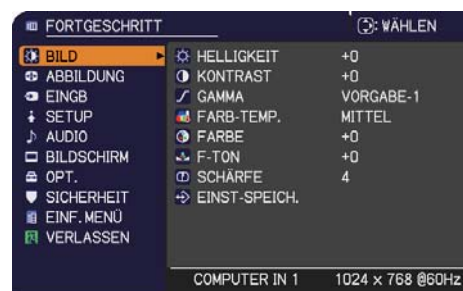 FORTGESCHRITT
: WÄHLEN
BILD
ABBILDUNG
EINGB
SETUP
AUDIO
BILDSCHIRM
OPT.
SICHERHEIT
EINF. MENÜ
VERLASSEN
HELLIGKEIT +0
KONTRAST +0
GAMMA VORGABE-1
FARB-TEMP. MITTEL
FARBE +0
F-TON +0
SCHÄRFE 4
EINST-SPEICH.
COMPUTER IN 1 1024 x 768 @60Hz